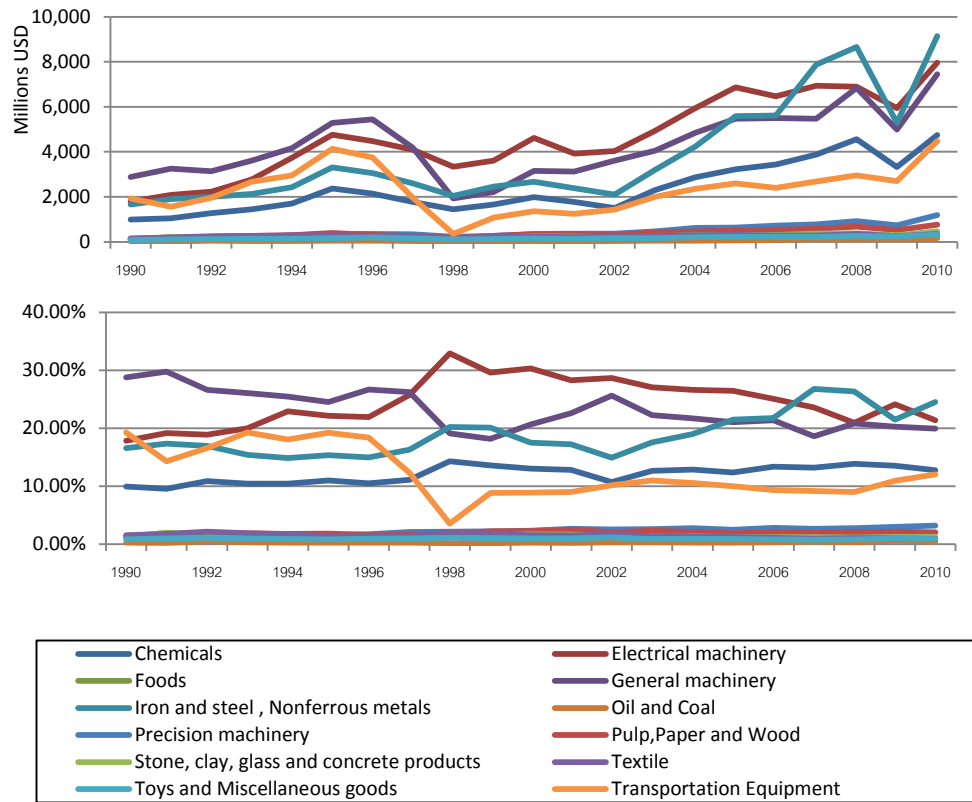 Millions USD
10,000
8,000
6,000
4,000
2,000
0
1990 1992 1994 1996 1998 2000 2002 2004 2006 2008 2010
40.00%
30.00%
20.00%
10.00%
0.00%
1990 1992 1994 1996 1998 2000 2002 2004 2006 2008 2010
Chemicals Electrical machinery
Foods General machinery
Iron and steel , Nonferrous metals Oil and Coal
Precision machinery Pulp,Paper and Wood
Stone, clay, glass and concrete products Textile
Toys and Miscellaneous goods Transportation Equipment